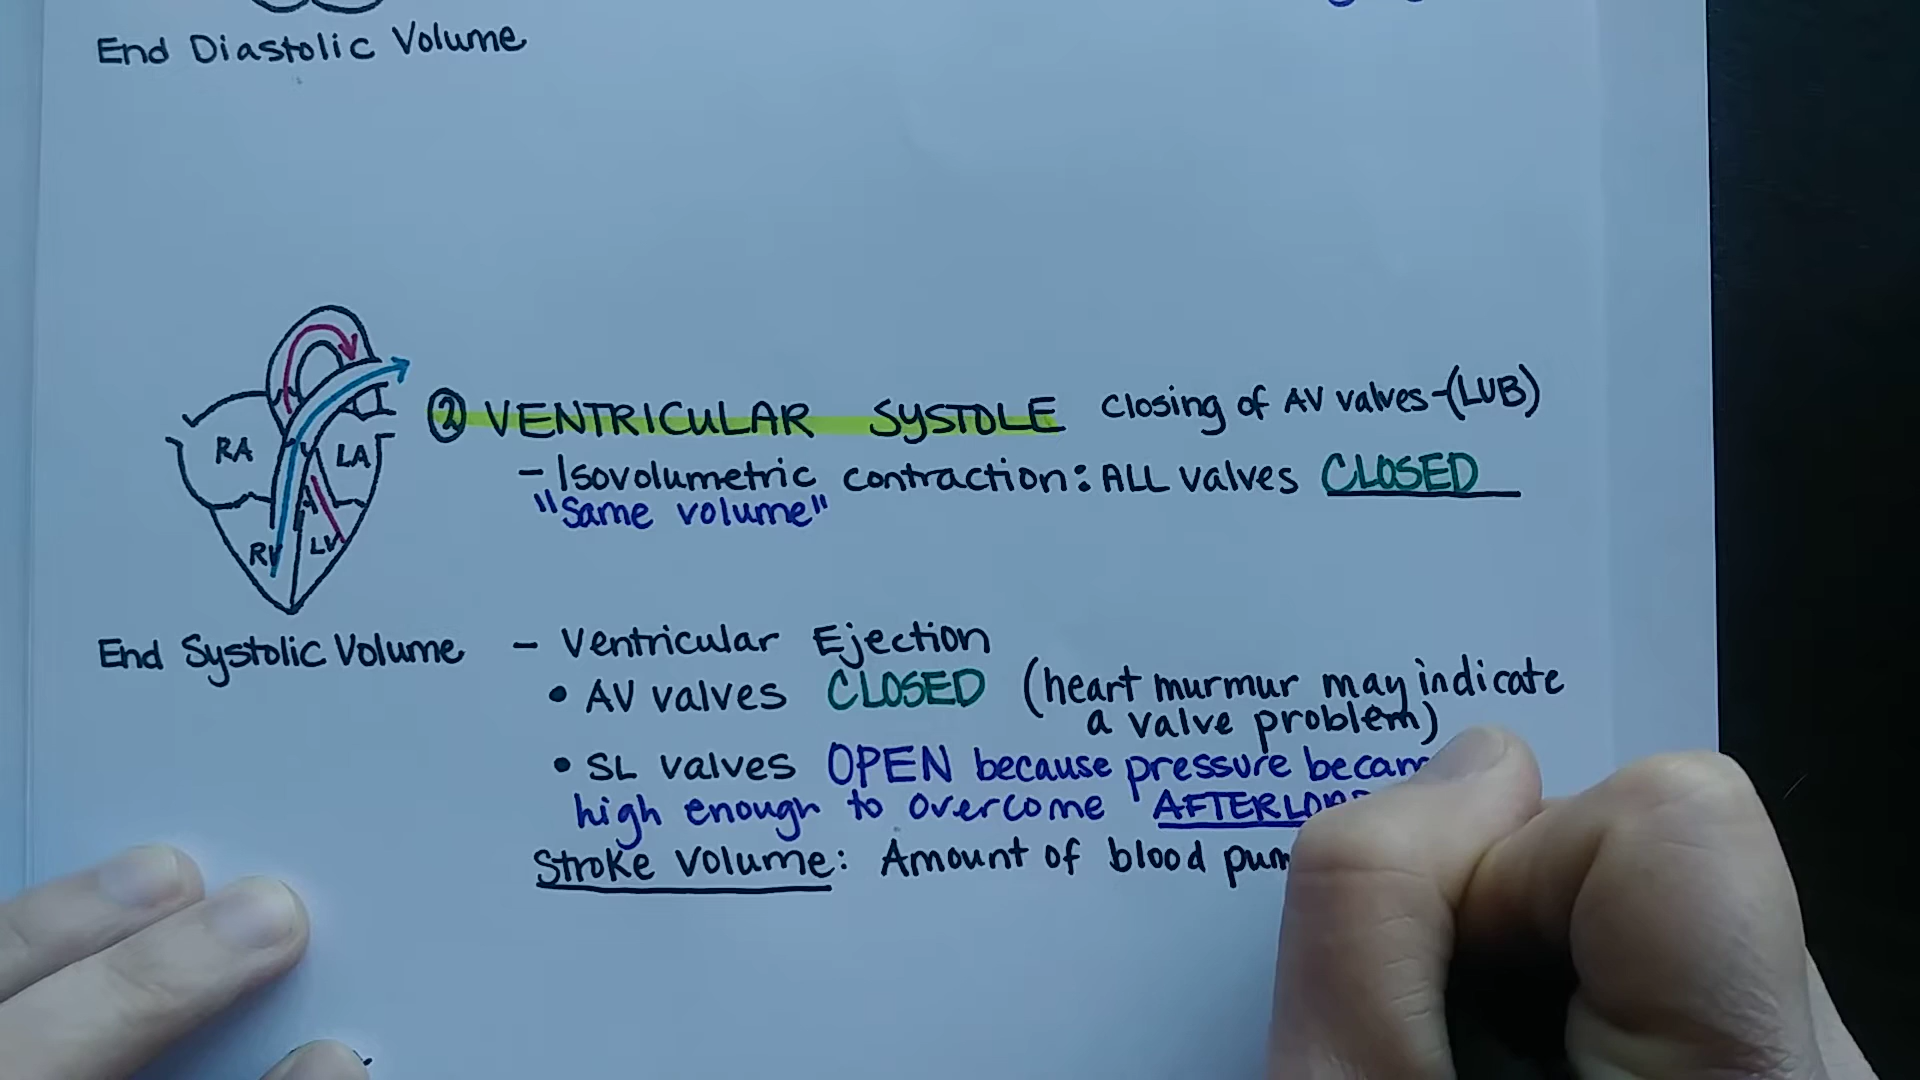 End Diastolic Volume
RA
LA
RV
LV
② VENTRICULAR SYSTOLE closing of AV valves-(LUB)
- Isovolumetric contraction: ALL valves CLOSED
"same volume"
End Systolic Volume
- Ventricular Ejection
• AV valves CLOSED (heart murmur may indicate
a valve problem)
• SL valves OPEN because pressure
high enough to overcome
Stroke Volume: Amount of blood